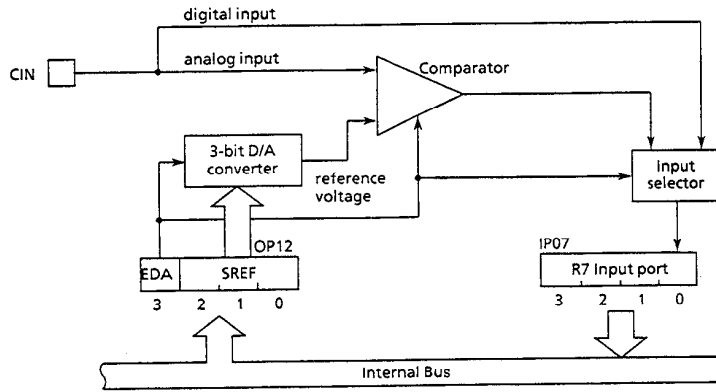 digital input
CIN
analog input
Comparator
3-bit D/A
converter
reference
voltage
input
selector
OP12
EDA
SREF
3 2 1 0
IP07
R7 Input port
3 2 1 0
Internal Bus